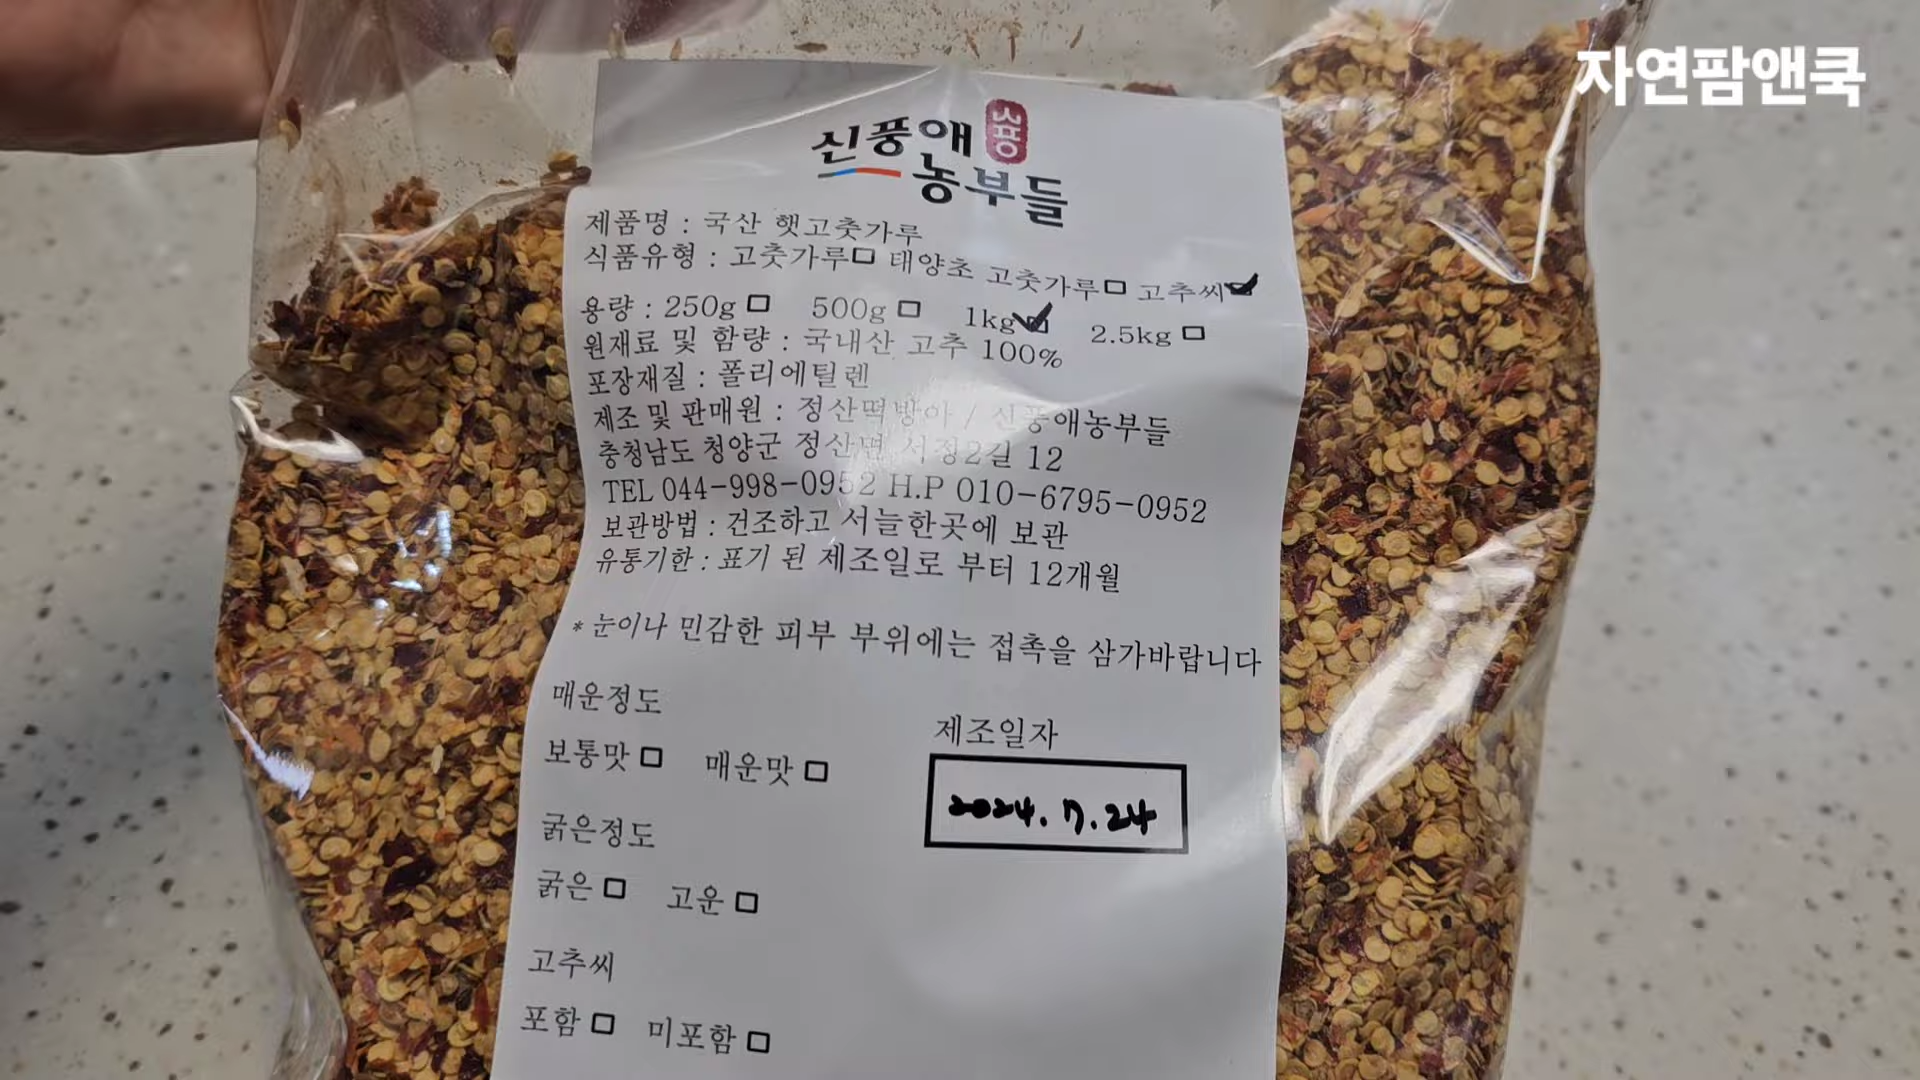 자연팜앤쿡
신풍애
신풍
농부들
제품명 : 국산 햇고춧가루
식품유형 : 고춧가루□ 태양초 고춧가루□ 고추씨☑
용량 : 250g □ 500g □ 1kg☑ 2.5kg □
원재료 및 함량 : 국내산 고추 100%
포장재질 : 폴리에틸렌
제조 및 판매원 : 정산떡방아 / 신풍애농부들
충청남도 청양군 정산면 서정2길 12
TEL 044-998-0952 H.P 010-6795-0952
보관방법 : 건조하고 서늘한곳에 보관
유통기한 : 표기 된 제조일로 부터 12개월
* 눈이나 민감한 피부 부위에는 접촉을 삼가바랍니다
매운정도
제조일자
보통맛 □ 매운맛 □
2024. 7. 24
굵은정도
굵은 □ 고운 □
고추씨
포함 □ 미포함 □